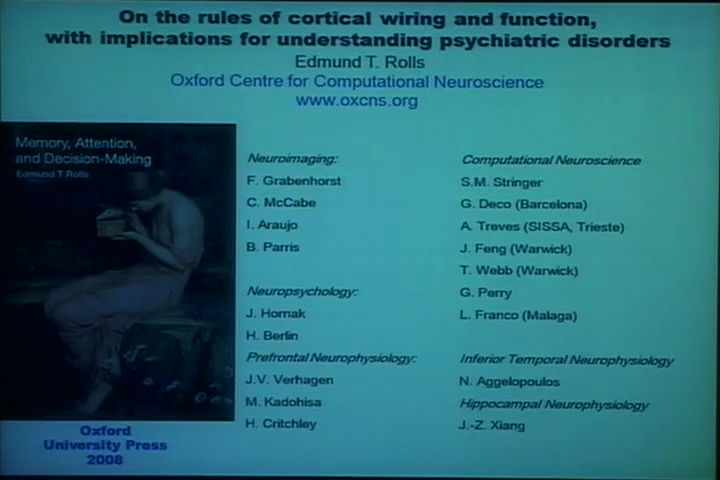 On the rules of cortical wiring and function,
with implications for understanding psychiatric disorders
Edmund T. Rolls
Oxford Centre for Computational Neuroscience
www.oxcns.org
Memory, Attention,
and Decision-Making
Edmund T Rolls
Oxford
University Press
2008
Neuroimaging:
F. Grabenhorst
C. McCabe
I. Araujo
B. Parris
Neuropsychology:
J. Hornak
H. Berlin
Prefrontal Neurophysiology:
J.V. Verhagen
M. Kadohisa
H. Critchley
Computational Neuroscience
S.M. Stringer
G. Deco (Barcelona)
A. Treves (SISSA, Trieste)
J. Feng (Warwick)
T. Webb (Warwick)
G. Perry
L. Franco (Malaga)
Inferior Temporal Neurophysiology
N. Aggelopoulos
Hippocampal Neurophysiology
J.-Z. Xiang